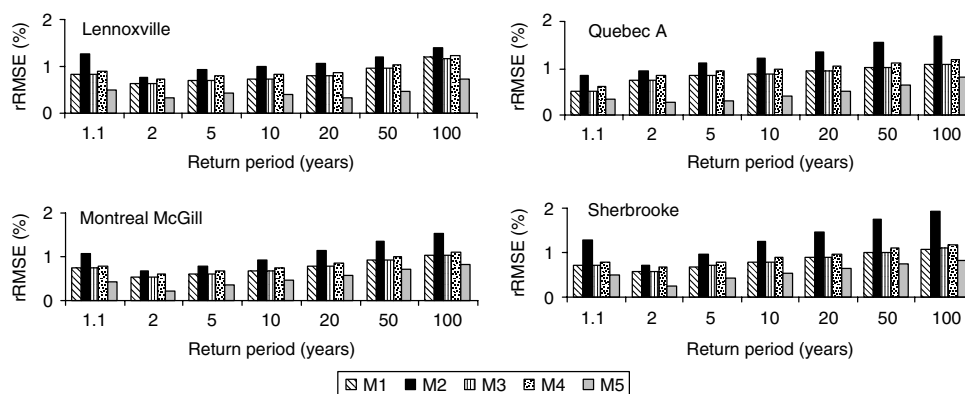 Lennoxville
rRMSE (%)
2
1
0
1.1 2 5 10 20 50 100
Return period (years)
Quebec A
rRMSE (%)
2
1
0
1.1 2 5 10 20 50 100
Return period (years)
Montreal McGill
rRMSE (%)
2
1
0
1.1 2 5 10 20 50 100
Return period (years)
Sherbrooke
rRMSE (%)
2
1
0
1.1 2 5 10 20 50 100
Return period (years)
M1 M2 M3 M4 M5